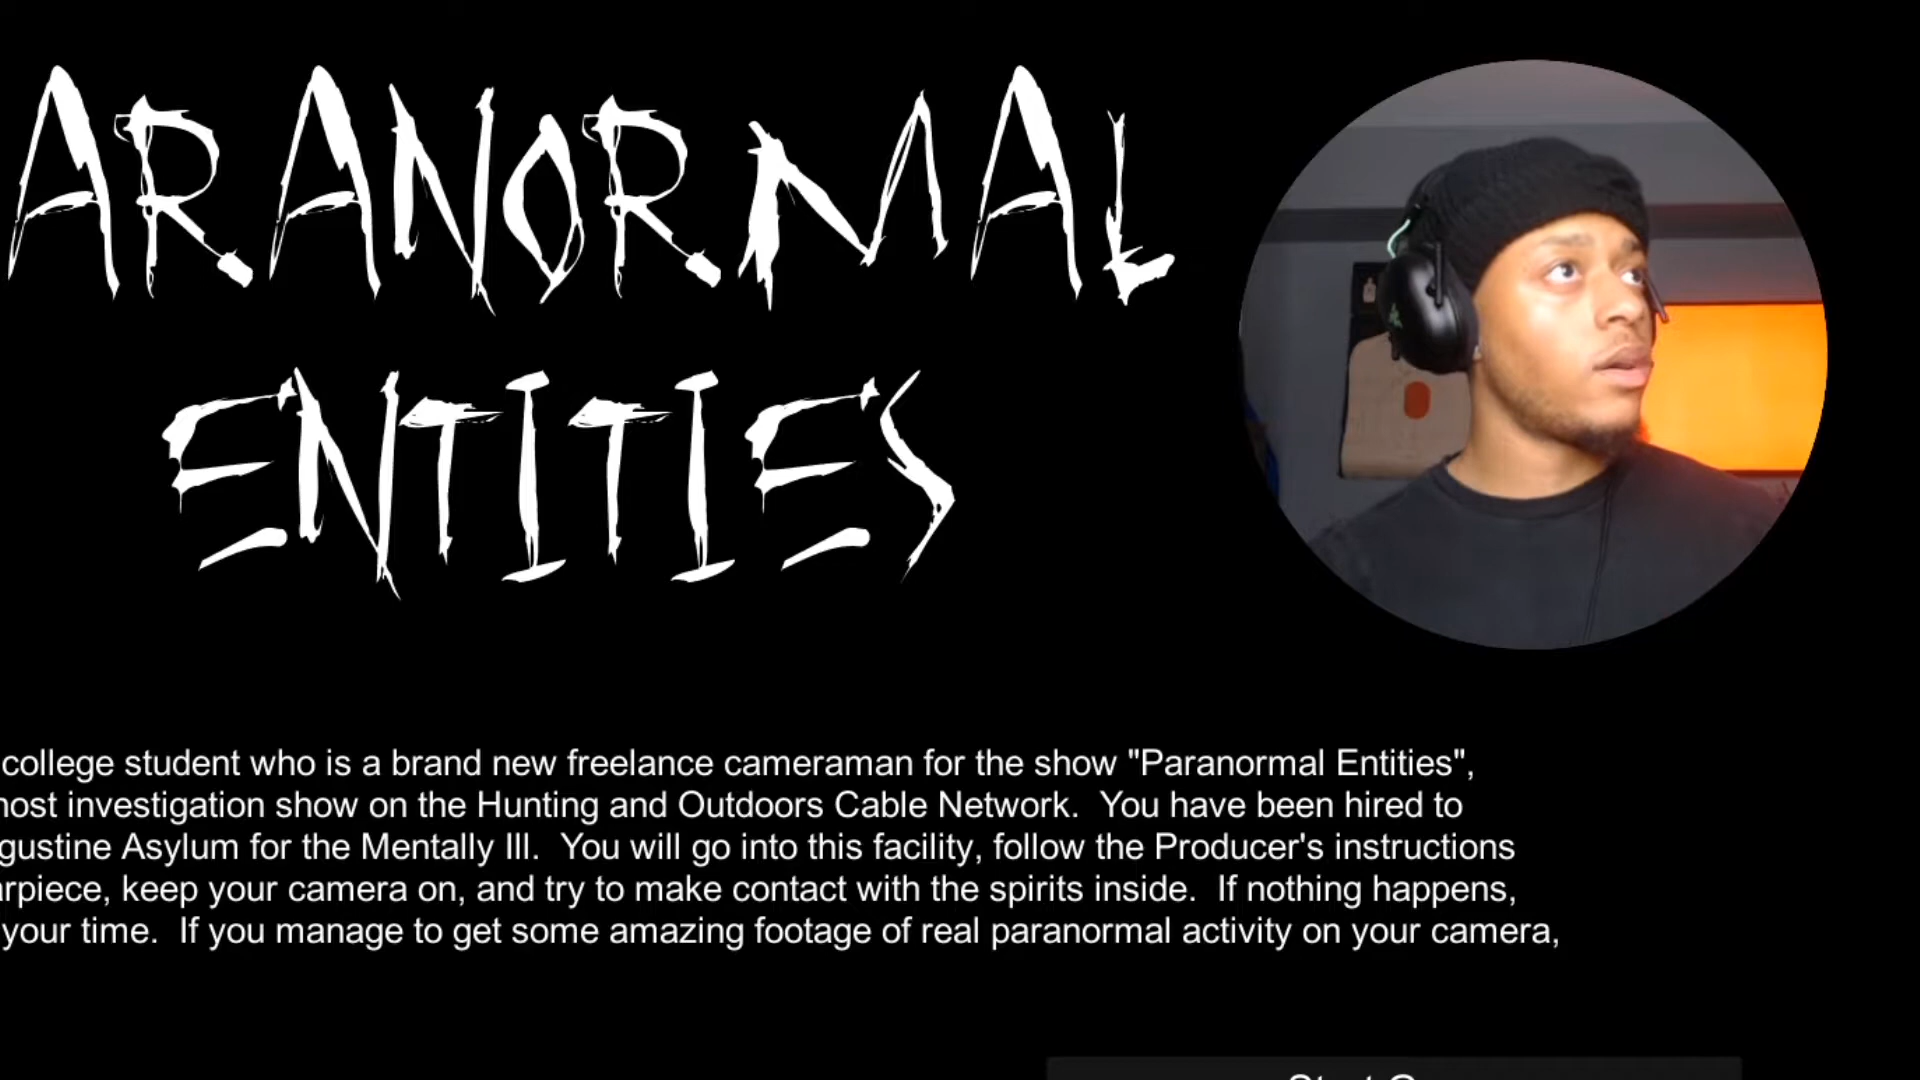 ARANORMAL
ENTITIES
college student who is a brand new freelance cameraman for the show "Paranormal Entities",
investigation show on the Hunting and Outdoors Cable Network.  You have been hired to
Asylum for the Mentally Ill.  You will go into this facility, follow the Producer's instructions
keep your camera on, and try to make contact with the spirits inside.  If nothing happens,
your time.  If you manage to get some amazing footage of real paranormal activity on your camera,
Start